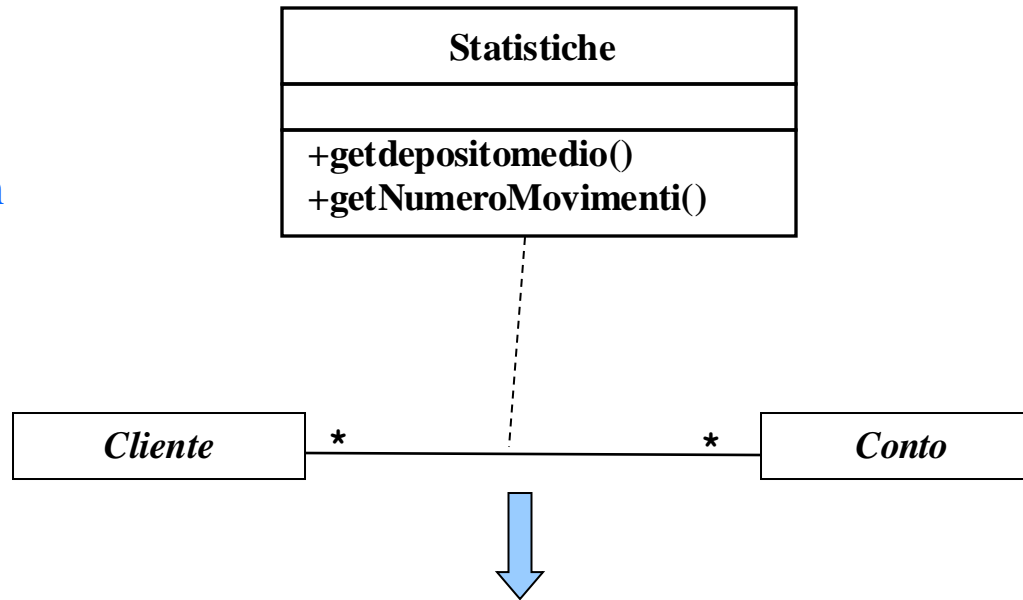 Statistiche
+getdepositomedio()
+getNumeroMovimenti()
Cliente * * Conto